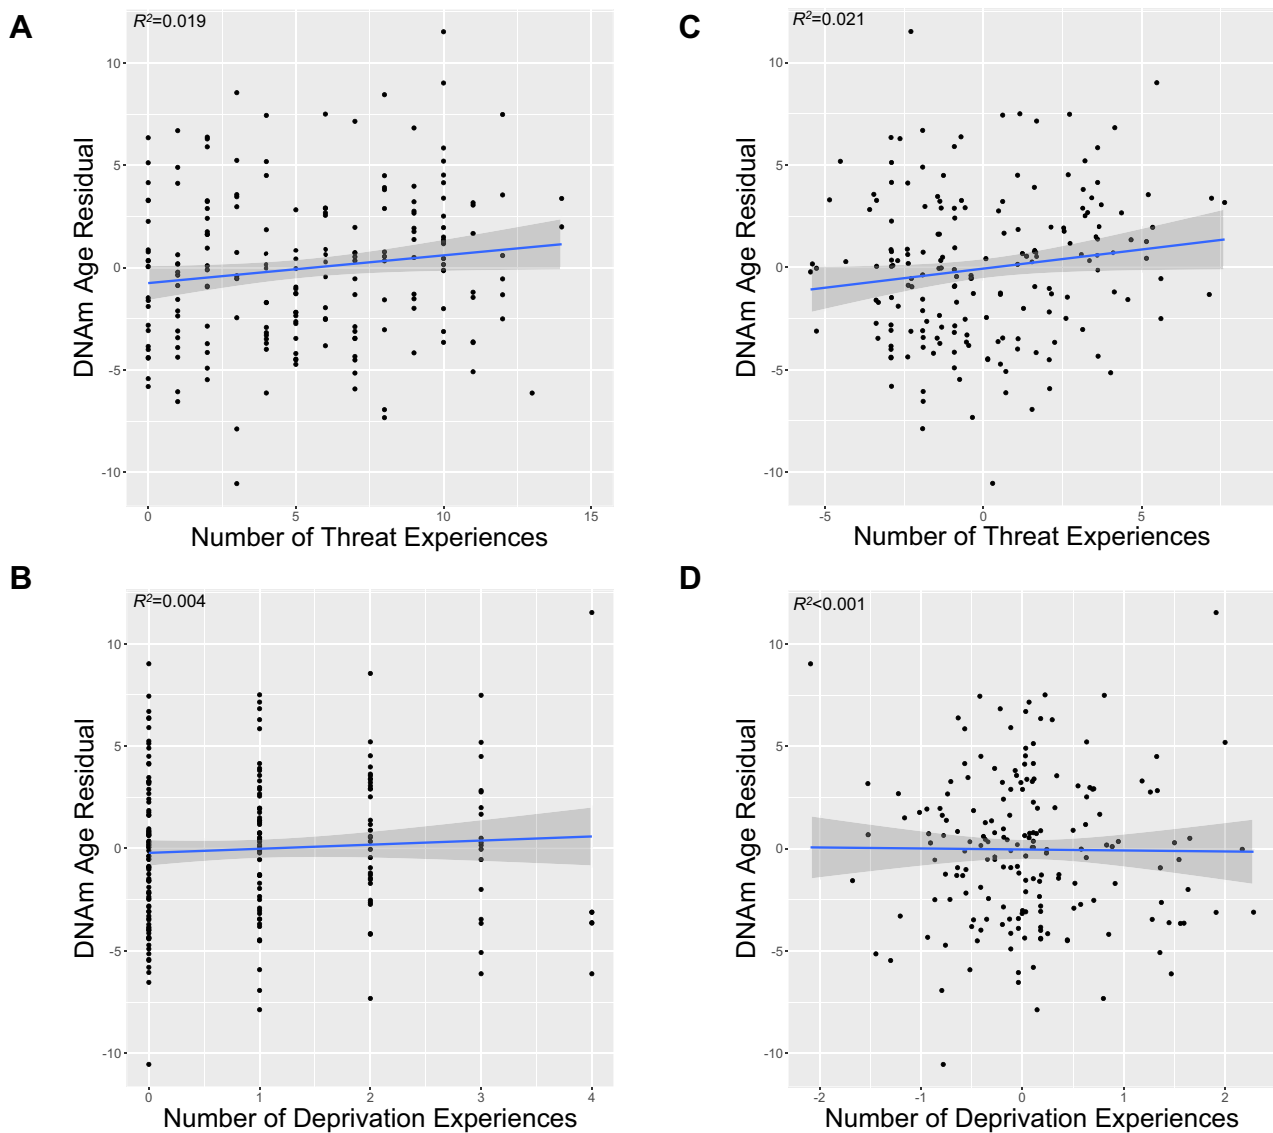 A
R²=0.019
10
5
0
-5
-10
DNAm Age Residual
0 5 10 15
Number of Threat Experiences
C
R²=0.021
10
5
0
-5
-10
DNAm Age Residual
-5 0 5
Number of Threat Experiences
B
R²=0.004
10
5
0
-5
-10
DNAm Age Residual
0 1 2 3 4
Number of Deprivation Experiences
D
R²<0.001
10
5
0
-5
-10
DNAm Age Residual
-2 -1 0 1 2
Number of Deprivation Experiences